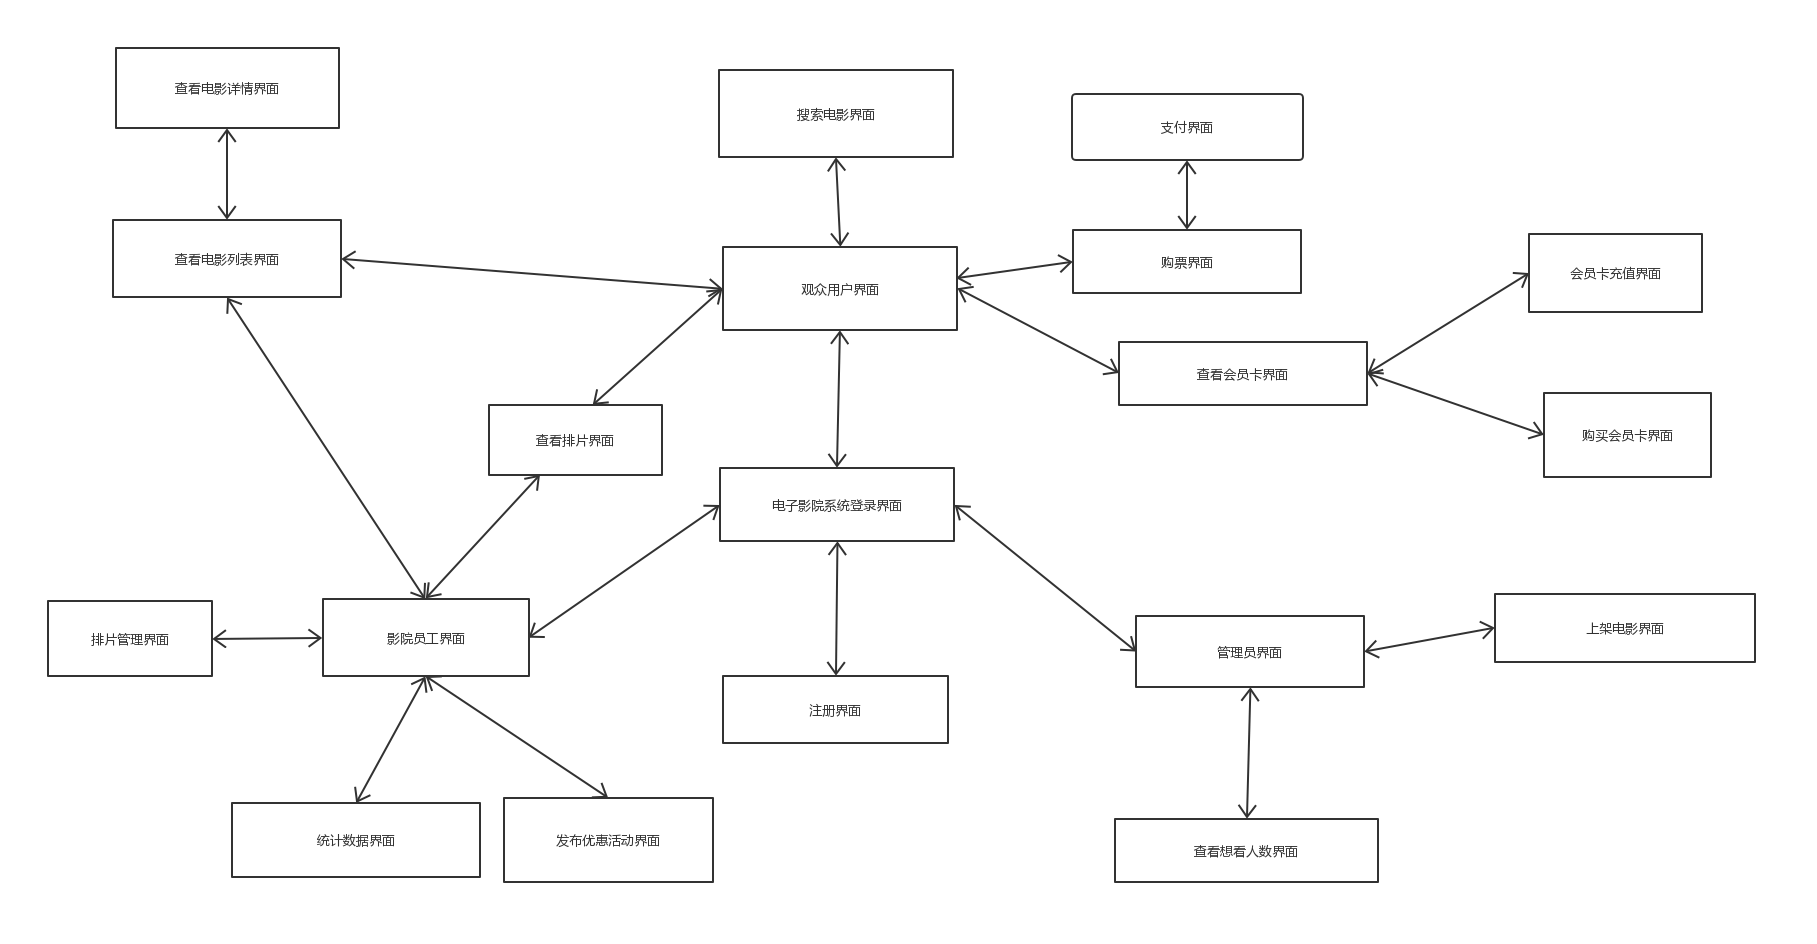 查看电影详情界面
搜索电影界面
支付界面
查看电影列表界面
观众用户界面
购票界面
会员卡充值界面
查看会员卡界面
查看排片界面
购买会员卡界面
电子影院系统登录界面
排片管理界面
影院员工界面
管理员界面
上架电影界面
注册界面
统计数据界面
发布优惠活动界面
查看想看人数界面